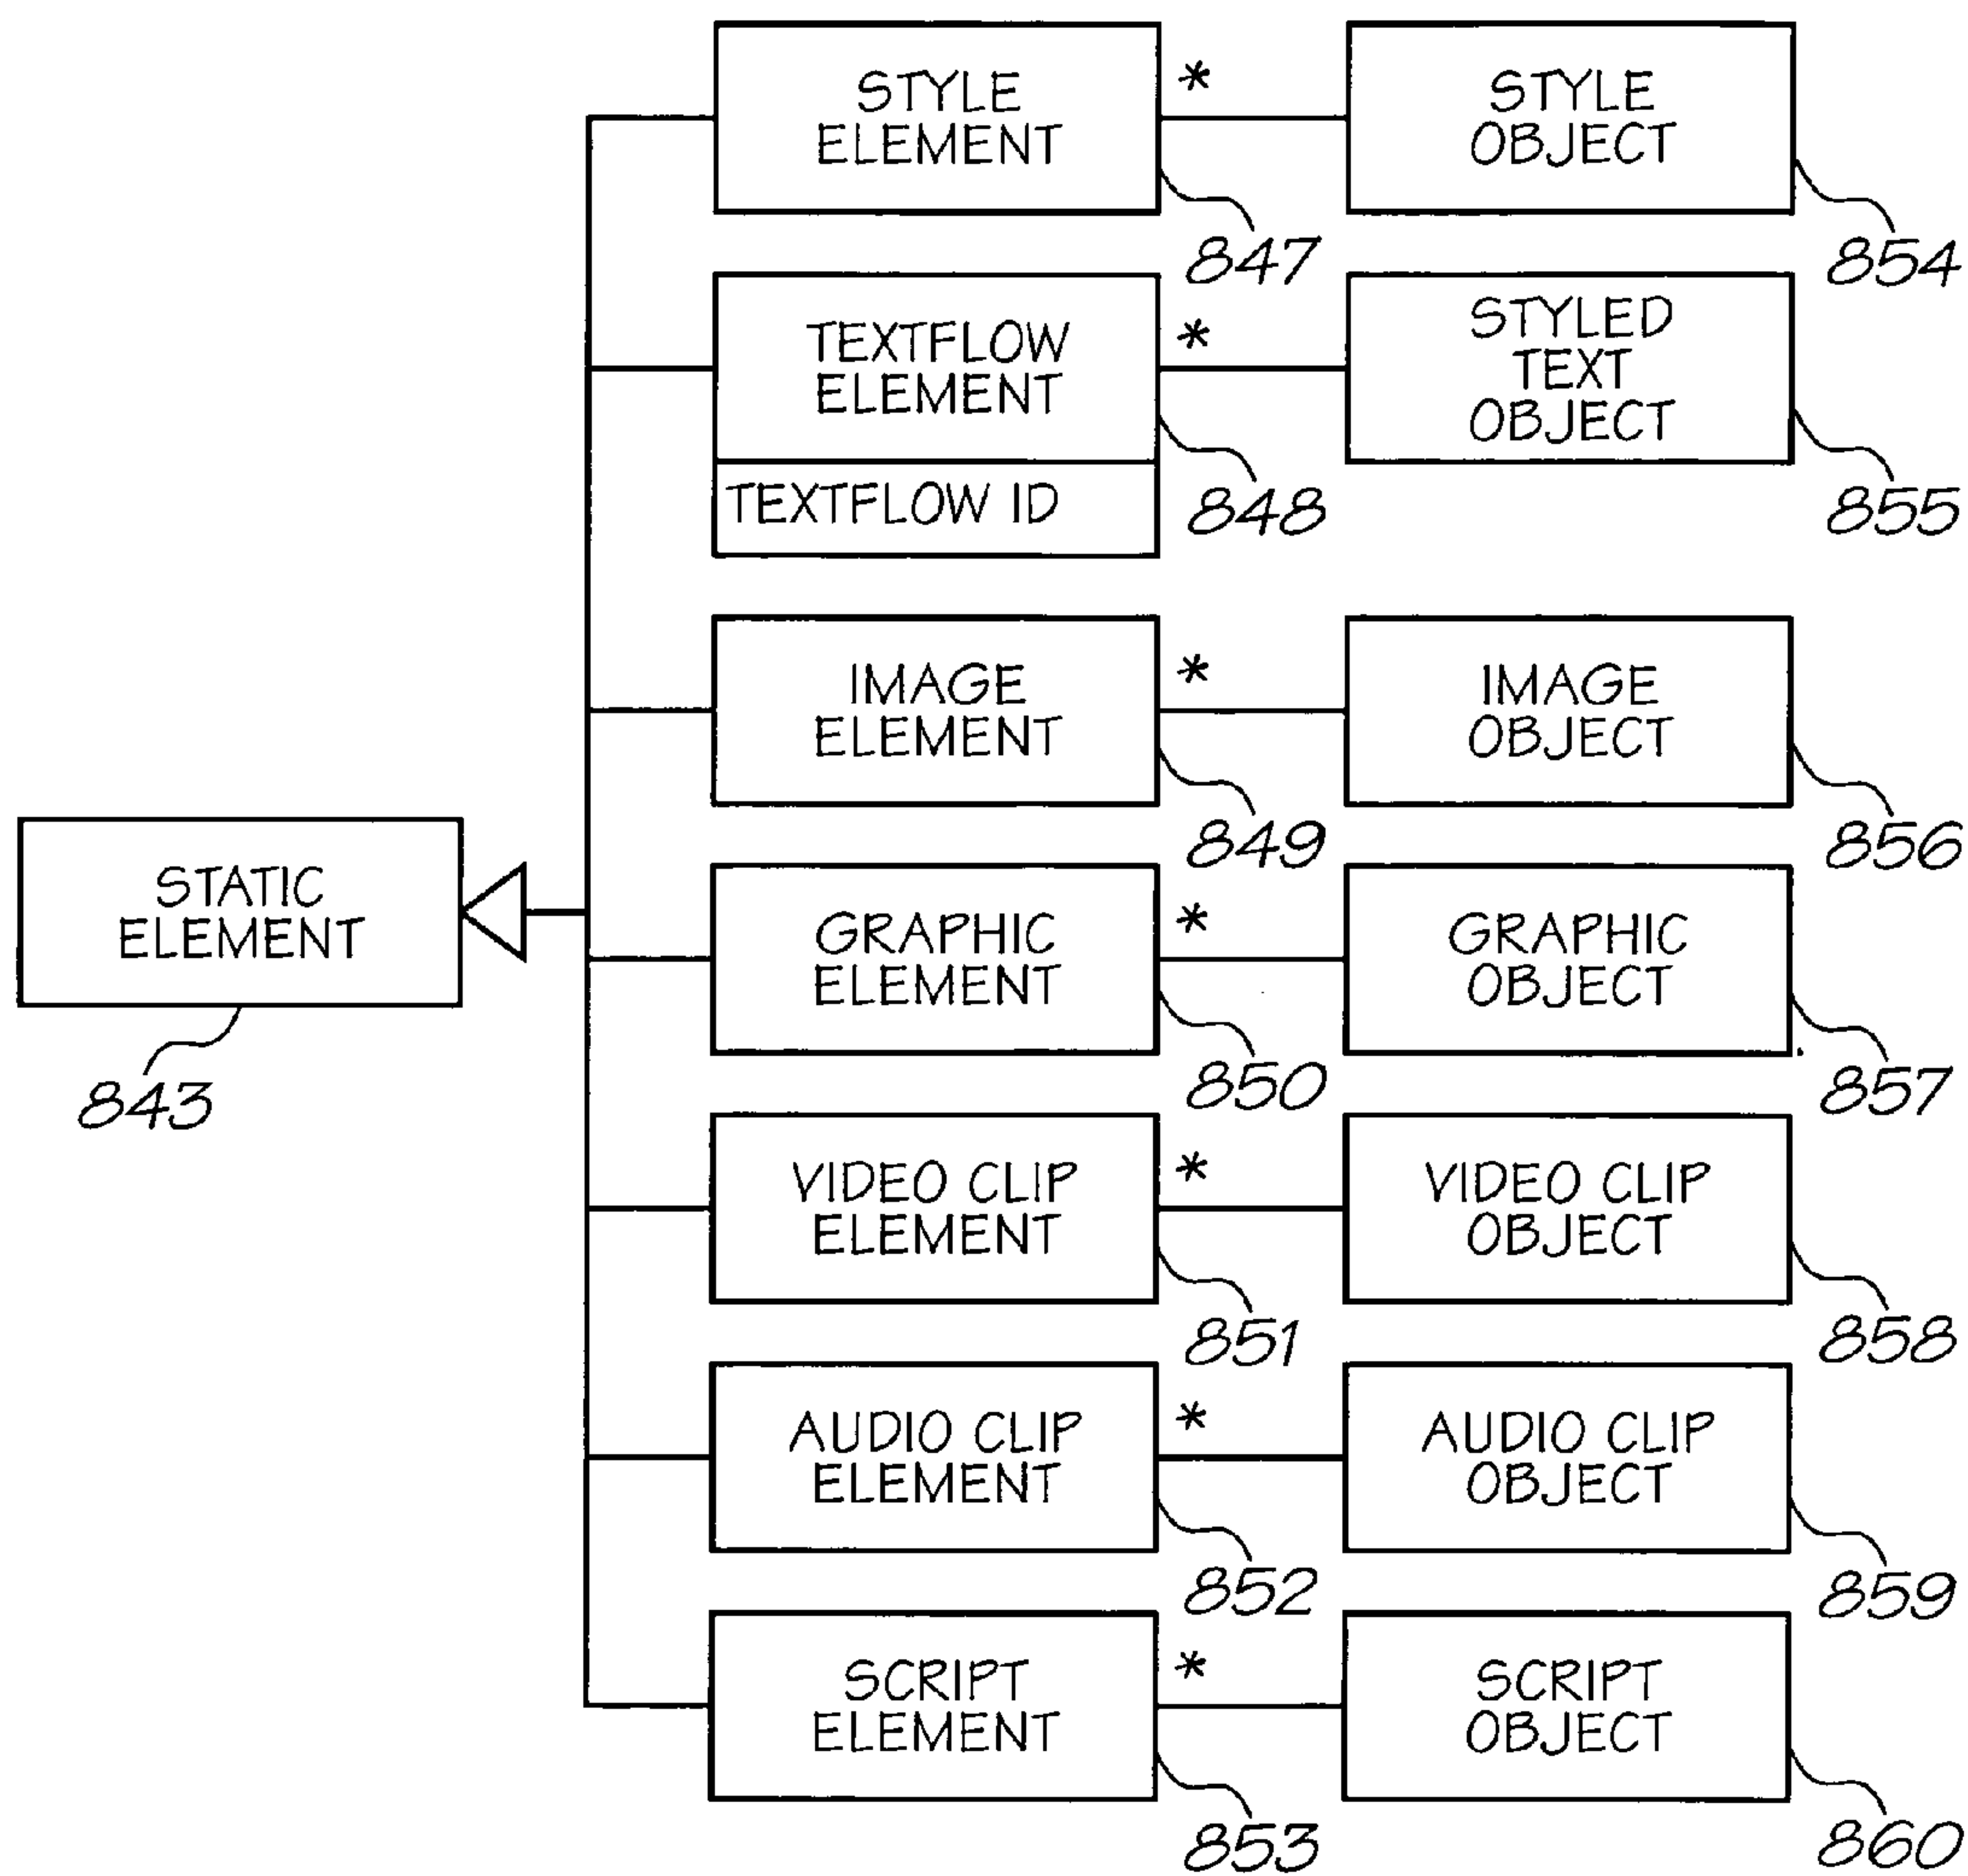 STYLE
ELEMENT
*
STYLE
OBJECT
847
854
TEXTFLOW
ELEMENT
*
STYLED
TEXT
OBJECT
TEXTFLOW ID
848
855
IMAGE
ELEMENT
*
IMAGE
OBJECT
849
856
STATIC
ELEMENT
843
GRAPHIC
ELEMENT
*
GRAPHIC
OBJECT
850
857
VIDEO CLIP
ELEMENT
*
VIDEO CLIP
OBJECT
851
858
AUDIO CLIP
ELEMENT
*
AUDIO CLIP
OBJECT
852
859
SCRIPT
ELEMENT
*
SCRIPT
OBJECT
853
860